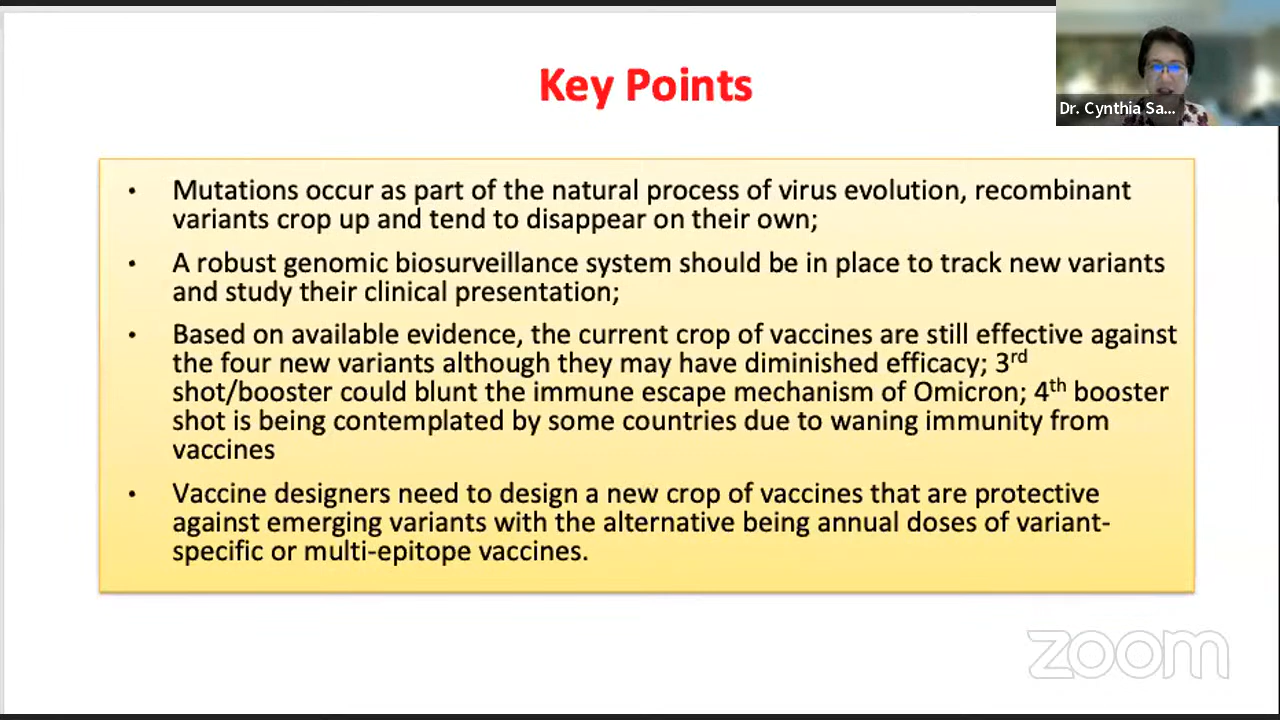 Key Points
Dr. Cynthia Sa...
• Mutations occur as part of the natural process of virus evolution, recombinant
variants crop up and tend to disappear on their own;
• A robust genomic biosurveillance system should be in place to track new variants
and study their clinical presentation;
• Based on available evidence, the current crop of vaccines are still effective against
the four new variants although they may have diminished efficacy; 3rd
shot/booster could blunt the immune escape mechanism of Omicron; 4th booster
shot is being contemplated by some countries due to waning immunity from
vaccines
• Vaccine designers need to design a new crop of vaccines that are protective
against emerging variants with the alternative being annual doses of variant-
specific or multi-epitope vaccines.
zoom